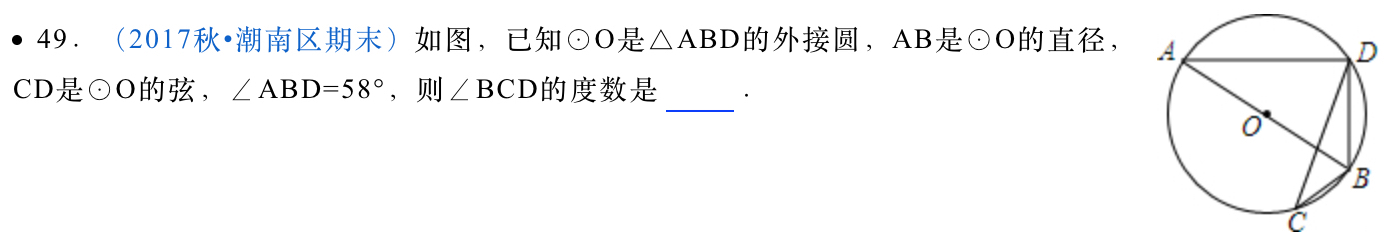 • 49. (2017秋•潮南区期末)如图，已知⊙O是△ABD的外接圆，AB是⊙O的直径，
CD是⊙O的弦，∠ABD=58°，则∠BCD的度数是 ____ .
A
D
O
B
C